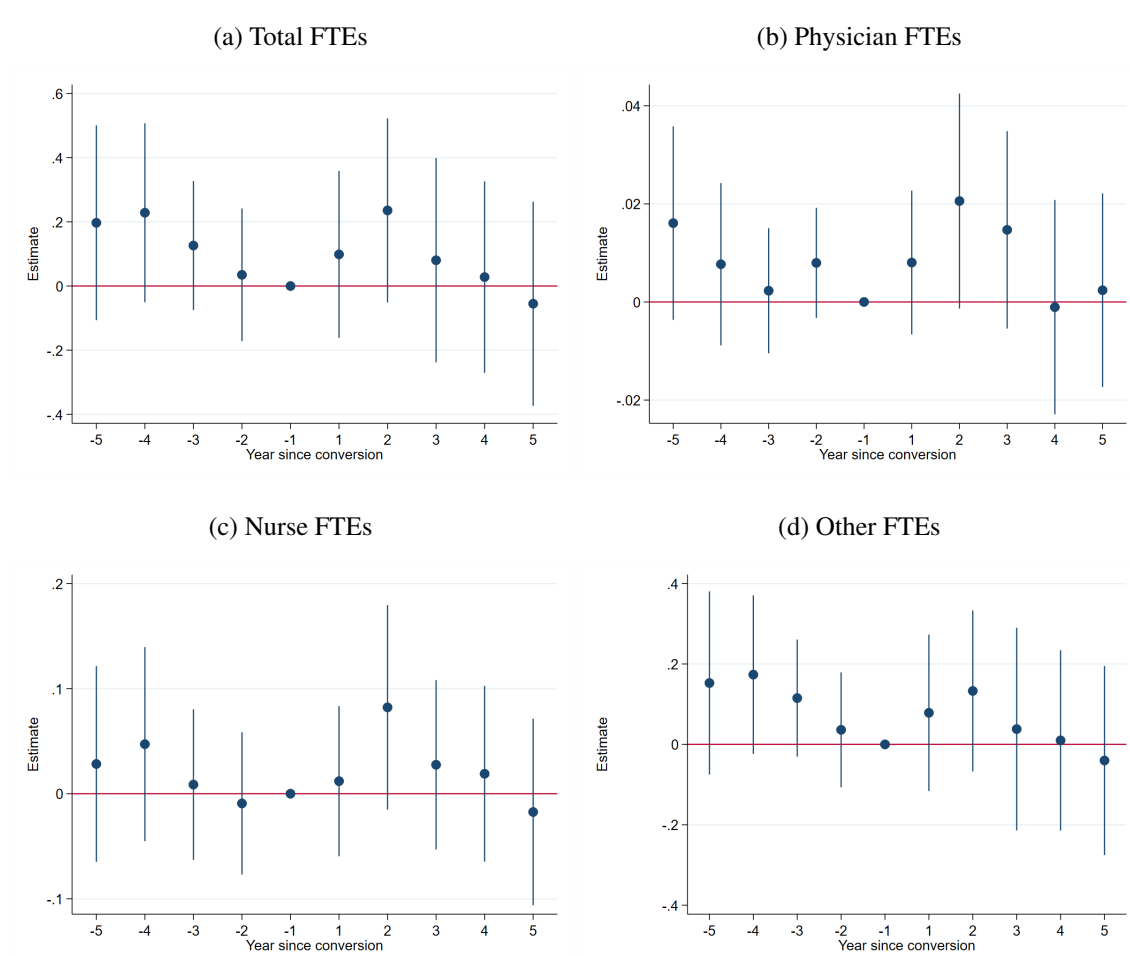 (a) Total FTEs
.6
.4
.2
0
-.2
-.4
Estimate
-5 -4 -3 -2 -1 1 2 3 4 5
Year since conversion
(b) Physician FTEs
.04
.02
0
-.02
Estimate
-5 -4 -3 -2 -1 1 2 3 4 5
Year since conversion
(c) Nurse FTEs
.2
.1
0
-.1
Estimate
-5 -4 -3 -2 -1 1 2 3 4 5
Year since conversion
(d) Other FTEs
.4
.2
0
-.2
-.4
Estimate
-5 -4 -3 -2 -1 1 2 3 4 5
Year since conversion